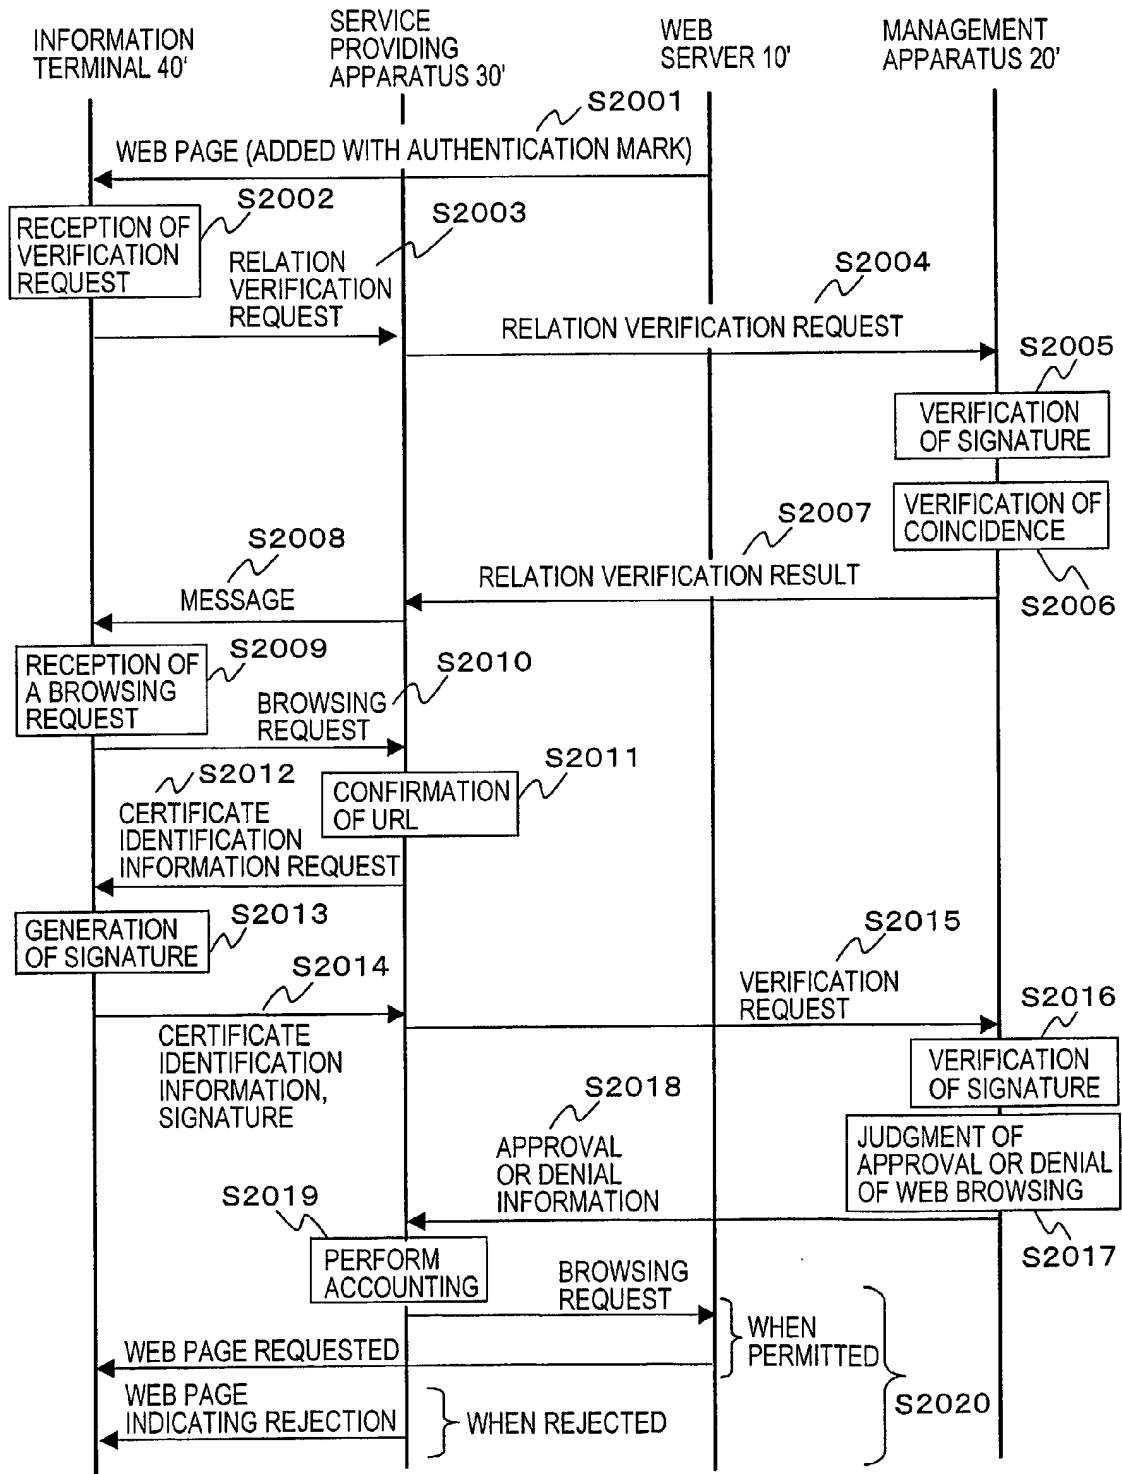 INFORMATION
TERMINAL 40'
SERVICE
PROVIDING
APPARATUS 30'
WEB
SERVER 10'
MANAGEMENT
APPARATUS 20'
S2001
WEB PAGE (ADDED WITH AUTHENTICATION MARK)
S2002
RECEPTION OF
VERIFICATION
REQUEST
S2003
RELATION
VERIFICATION
REQUEST
S2004
RELATION VERIFICATION REQUEST
S2005
VERIFICATION
OF SIGNATURE
VERIFICATION OF
COINCIDENCE
S2006
S2007
RELATION VERIFICATION RESULT
S2008
MESSAGE
S2009
RECEPTION OF
A BROWSING
REQUEST
S2010
BROWSING
REQUEST
S2011
CONFIRMATION
OF URL
S2012
CERTIFICATE
IDENTIFICATION
INFORMATION REQUEST
S2013
GENERATION
OF SIGNATURE
S2014
CERTIFICATE
IDENTIFICATION
INFORMATION,
SIGNATURE
S2015
VERIFICATION
REQUEST
S2016
VERIFICATION
OF SIGNATURE
JUDGMENT OF
APPROVAL OR DENIAL
OF WEB BROWSING
S2017
S2018
APPROVAL
OR DENIAL
INFORMATION
S2019
PERFORM
ACCOUNTING
BROWSING
REQUEST
WHEN
PERMITTED
WEB PAGE REQUESTED
WEB PAGE
INDICATING REJECTION
WHEN REJECTED
S2020